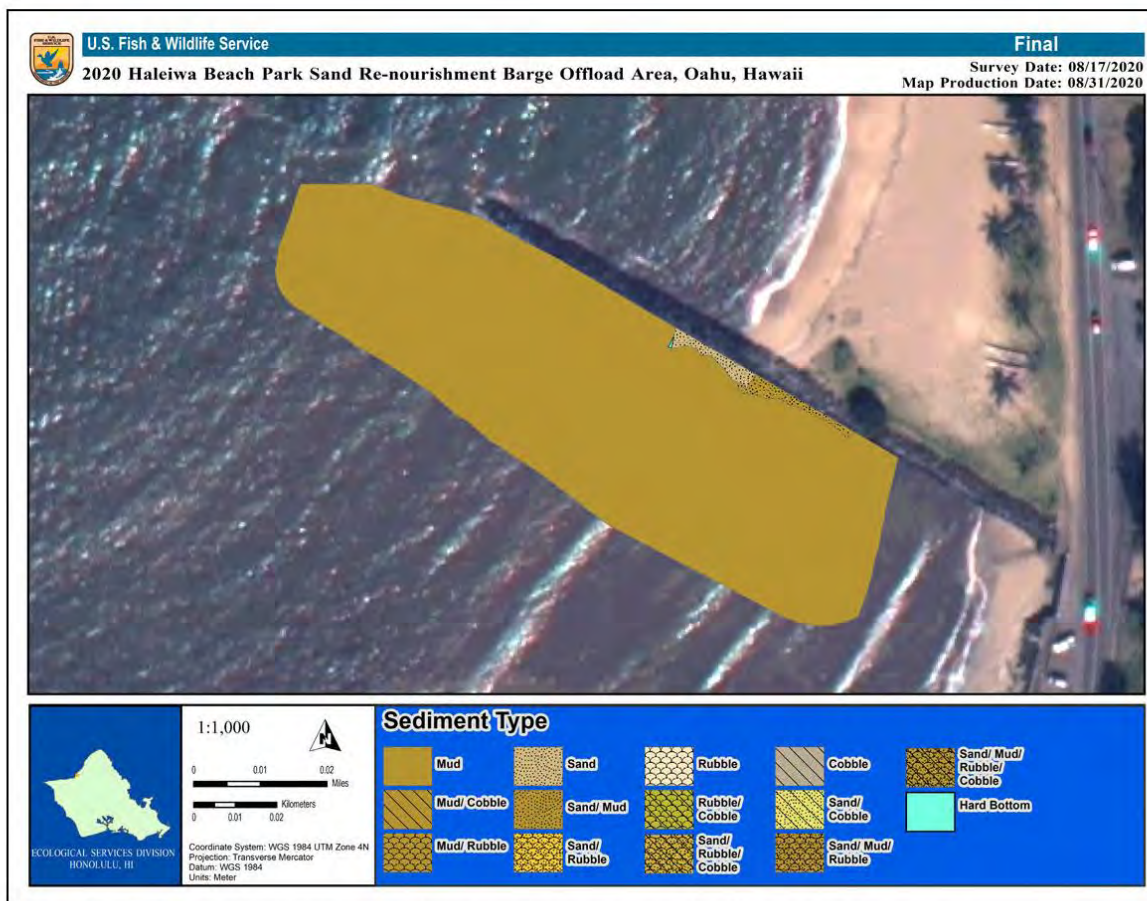 U.S.
FISH & WILDLIFE
SERVICE
U.S. Fish & Wildlife Service
Final
2020 Haleiwa Beach Park Sand Re-nourishment Barge Offload Area, Oahu, Hawaii
Survey Date: 08/17/2020
Map Production Date: 08/31/2020
ECOLOGICAL SERVICES DIVISION
HONOLULU, HI
1:1,000
N
0 0.01 0.02
Miles
Kilometers
0 0.01 0.02
Coordinate System: WGS 1984 UTM Zone 4N
Projection: Transverse Mercator
Datum: WGS 1984
Units: Meter
Sediment Type
Mud
Mud/ Cobble
Mud/ Rubble
Sand
Sand/ Mud
Sand/
Rubble
Rubble
Rubble/
Cobble
Sand/
Rubble/
Cobble
Cobble
Sand/
Cobble
Sand/ Mud/
Rubble
Sand/ Mud/
Rubble/
Cobble
Hard Bottom